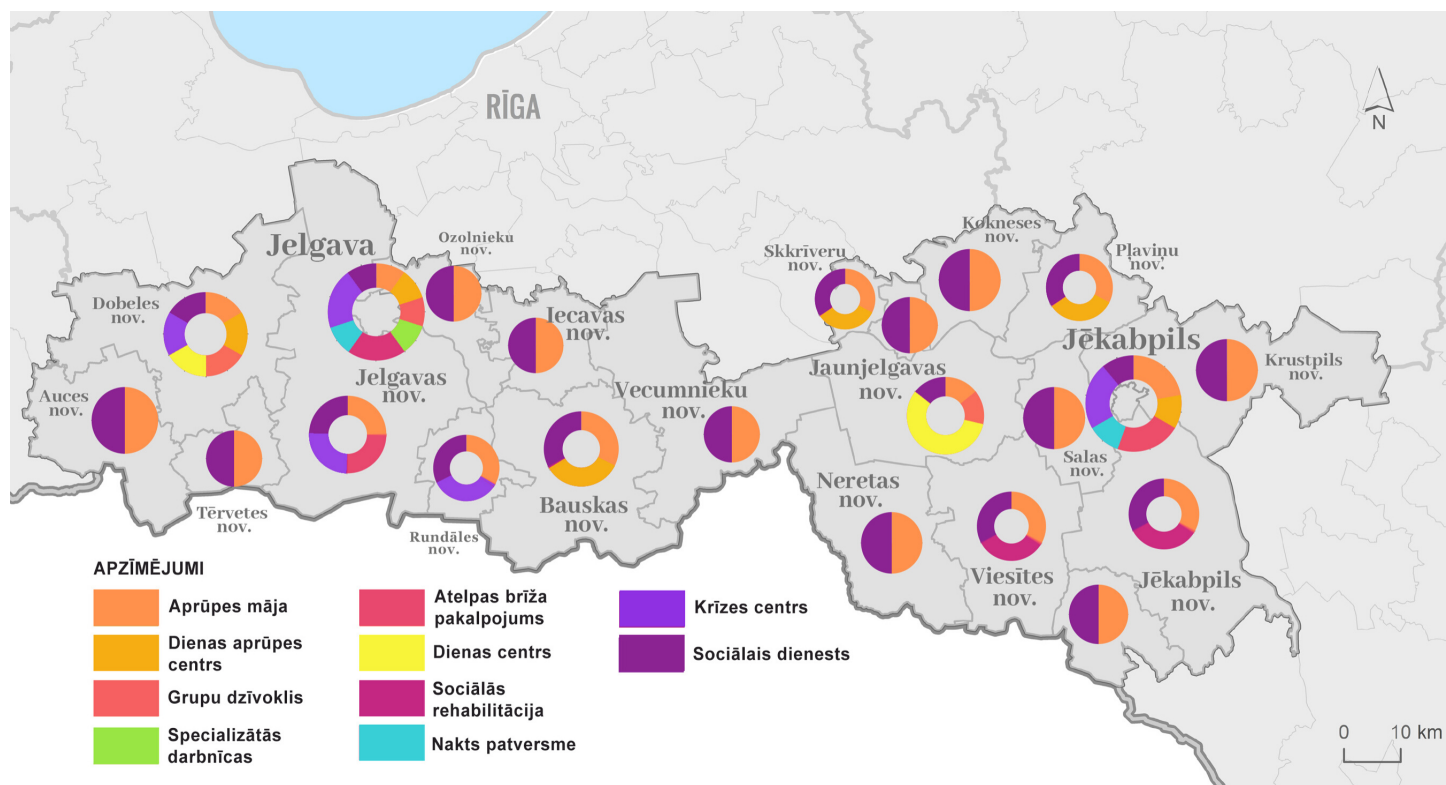 RĪGA
N
Kokneses
nov.
Skkrīveru
nov.
Pļaviņu
nov.
Ozolnieku
nov.
Jelgava
Dobeles
nov.
Iecavas
nov.
Jēkabpils
Krustpils
nov.
Jaunjelgavas
nov.
Jelgavas
nov.
Vecumnieku
nov.
Auces
nov.
Salas
nov.
Neretas
nov.
Bauskas
nov.
Tērvetes
nov.
Rundāles
nov.
Viesītes
nov.
Jēkabpils
nov.
APZĪMĒJUMI
Aprūpes māja
Dienas aprūpes
centrs
Grupu dzīvoklis
Specializātās
darbnīcas
Atelpas brīža
pakalpojums
Dienas centrs
Sociālās
rehabilitācija
Nakts patversme
Krīzes centrs
Sociālais dienests
0 10 km